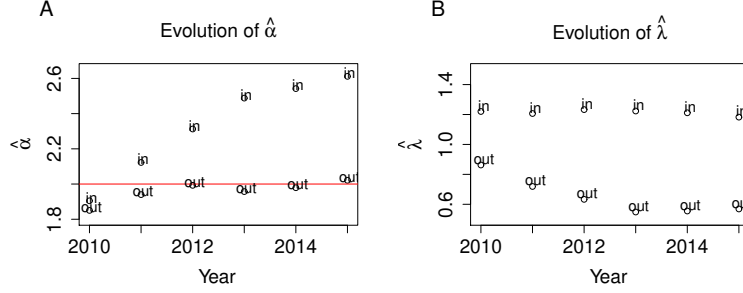 A
Evolution of α̂
α̂
2.6
2.2
1.8
in
in
in
in
in
in
out
out
out
out
out
out
2010
2012
2014
Year
B
Evolution of λ̂
λ̂
1.4
1.0
0.6
in
in
in
in
in
in
out
out
out
out
out
ou
2010
2012
2014
Year